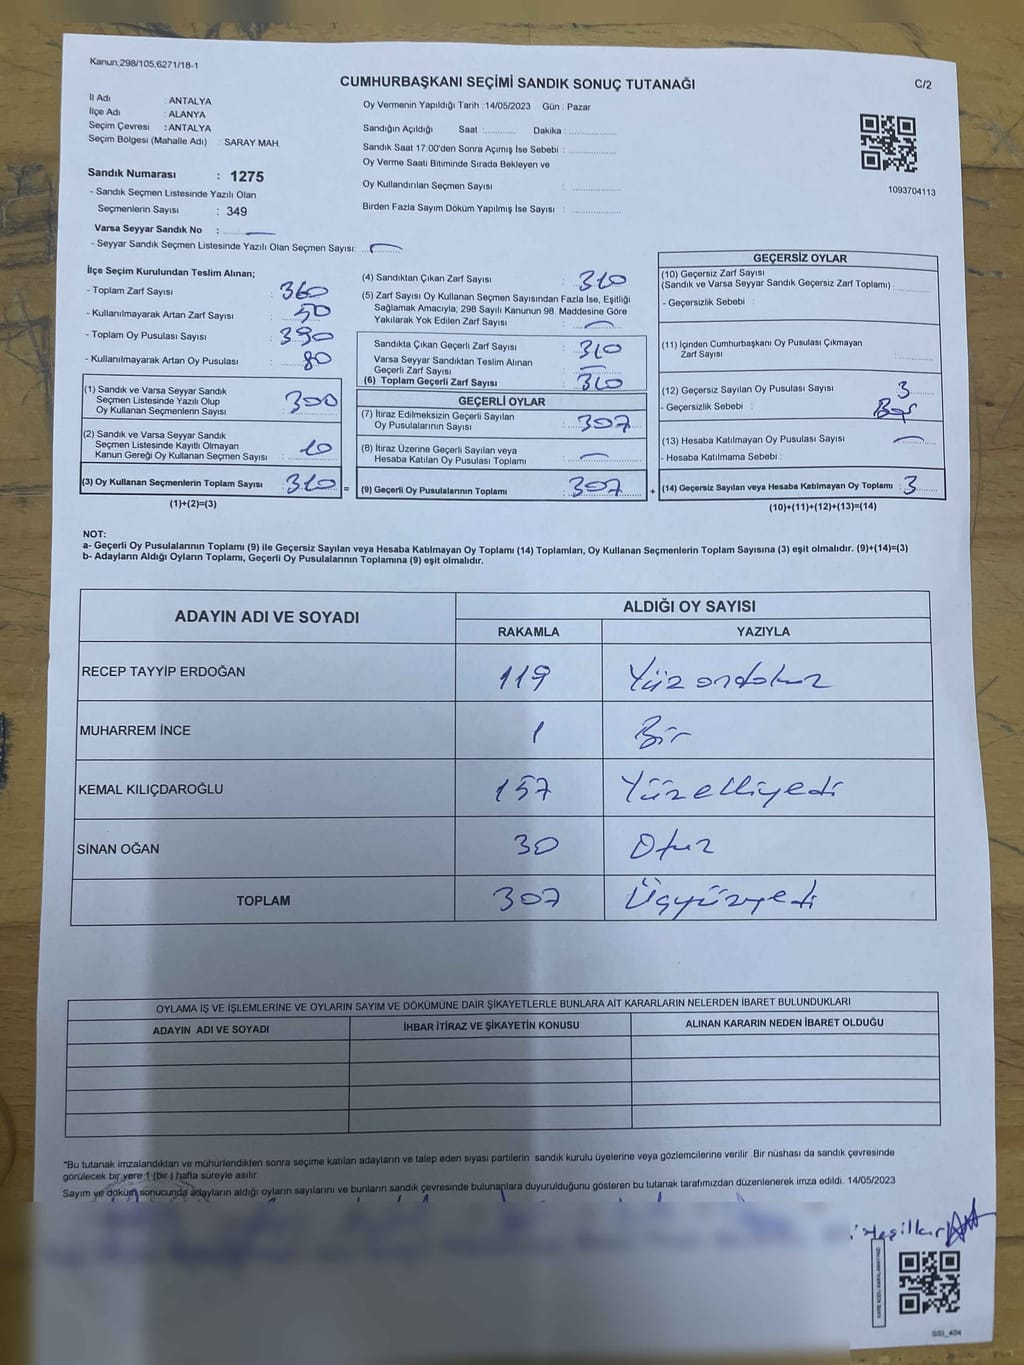 Kanun;298/105,6271/18-1
CUMHURBAŞKANI SEÇİMİ SANDIK SONUÇ TUTANAĞI
C/2
İl Adı : ANTALYA
İlçe Adı : ALANYA
Seçim Çevresi : ANTALYA
Seçim Bölgesi (Mahalle Adı) : SARAY MAH.
Oy Vermenin Yapıldığı Tarih : 14/05/2023 Gün : Pazar
Sandığın Açıldığı Saat : Dakika :
Sandık Saat 17:00'den Sonra Açımış İse Sebebi :
Oy Verme Saati Bitiminde Sırada Bekleyen ve
Oy Kullandırılan Seçmen Sayısı :
Birden Fazla Sayım Döküm Yapılmış İse Sayısı :
1093704113
Sandık Numarası : 1275
- Sandık Seçmen Listesinde Yazılı Olan
Seçmenlerin Sayısı : 349
Varsa Seyyar Sandık No : —
- Seyyar Sandık Seçmen Listesinde Yazılı Olan Seçmen Sayısı: —
İlçe Seçim Kurulundan Teslim Alınan;
- Toplam Zarf Sayısı : 360
- Kullanılmayarak Artan Zarf Sayısı : 50
- Toplam Oy Pusulası Sayısı : 390
- Kullanılmayarak Artan Oy Pusulası : 80
(1) Sandık ve Varsa Seyyar Sandık
Seçmen Listesinde Yazılı Olup
Oy Kullanan Seçmenlerin Sayısı : 300
(2) Sandık ve Varsa Seyyar Sandık
Seçmen Listesinde Kayıtlı Olmayan
Kanun Gereği Oy Kullanan Seçmen Sayısı : 10
(3) Oy Kullanan Seçmenlerin Toplam Sayısı : 310 =
(1)+(2)=(3)
(4) Sandıktan Çıkan Zarf Sayısı : 310
(5) Zarf Sayısı Oy Kullanan Seçmen Sayısından Fazla İse, Eşitliği
Sağlamak Amacıyla; 298 Sayılı Kanunun 98. Maddesine Göre
Yakılarak Yok Edilen Zarf Sayısı : —
Sandıkta Çıkan Geçerli Zarf Sayısı : 310
Varsa Seyyar Sandıktan Teslim Alınan
Geçerli Zarf Sayısı : —
(6) Toplam Geçerli Zarf Sayısı : 310
GEÇERLİ OYLAR
(7) İtiraz Edilmeksizin Geçerli Sayılan
Oy Pusulalarının Sayısı : 307
(8) İtiraz Üzerine Geçerli Sayılan veya
Hesaba Katılan Oy Pusulası Toplamı : —
(9) Geçerli Oy Pusulalarının Toplamı : 307 +
GEÇERSİZ OYLAR
(10) Geçersiz Zarf Sayısı
(Sandık ve Varsa Seyyar Sandık Geçersiz Zarf Toplamı) :
- Geçersizlik Sebebi :
(11) İçinden Cumhurbaşkanı Oy Pusulası Çıkmayan
Zarf Sayısı :
(12) Geçersiz Sayılan Oy Pusulası Sayısı : 3
- Geçersizlik Sebebi : Boş
(13) Hesaba Katılmayan Oy Pusulası Sayısı : —
- Hesaba Katılmama Sebebi :
(14) Geçersiz Sayılan veya Hesaba Katılmayan Oy Toplamı : 3
(10)+(11)+(12)+(13)=(14)
NOT:
a- Geçerli Oy Pusulalarının Toplamı (9) ile Geçersiz Sayılan veya Hesaba Katılmayan Oy Toplamı (14) Toplamları, Oy Kullanan Seçmenlerin Toplam Sayısına (3) eşit olmalıdır. (9)+(14)=(3)
b- Adayların Aldığı Oyların Toplamı, Geçerli Oy Pusulalarının Toplamına (9) eşit olmalıdır.
ADAYIN ADI VE SOYADI ALDIĞI OY SAYISI
RAKAMLA YAZIYLA
RECEP TAYYİP ERDOĞAN 119 Yüz ondokuz
MUHARREM İNCE 1 Bir
KEMAL KILIÇDAROĞLU 157 Yüzelliyedi
SİNAN OĞAN 30 Otuz
TOPLAM 307 Üçyüzyedi
OYLAMA İŞ VE İŞLEMLERİNE VE OYLARIN SAYIM VE DÖKÜMÜNE DAİR ŞİKAYETLERLE BUNLARA AİT KARARLARIN NELERDEN İBARET BULUNDUKLARI
ADAYIN ADI VE SOYADI İHBAR İTİRAZ VE ŞİKAYETİN KONUSU ALINAN KARARIN NEDEN İBARET OLDUĞU
*Bu tutanak imzalandıktan ve mühürlendikten sonra seçime katılan adayların ve talep eden siyasi partilerin sandık kurulu üyelerine veya gözlemcilerine verilir .Bir nüshası da sandık çevresinde
görülecek bir yere 1 (bir ) hafta süreyle asılır.
Sayım ve döküm sonucunda adayların aldığı oyların sayılarını ve bunların sandık çevresinde bulunanlara duyurulduğunu gösteren bu tutanak tarafımızdan düzenlenerek imza edildi. 14/05/2023
SSI_404